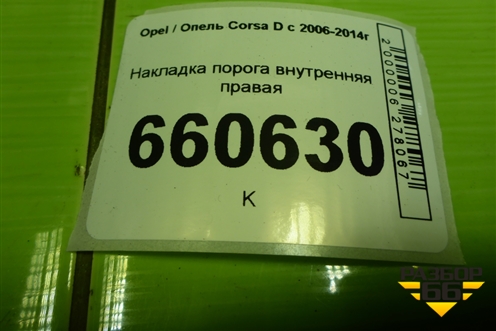 Opel / Опель Corsa D с 2006-2014г
Накладка порога внутренняя
правая
660630
К
2000006278067
РАЗБОР
66